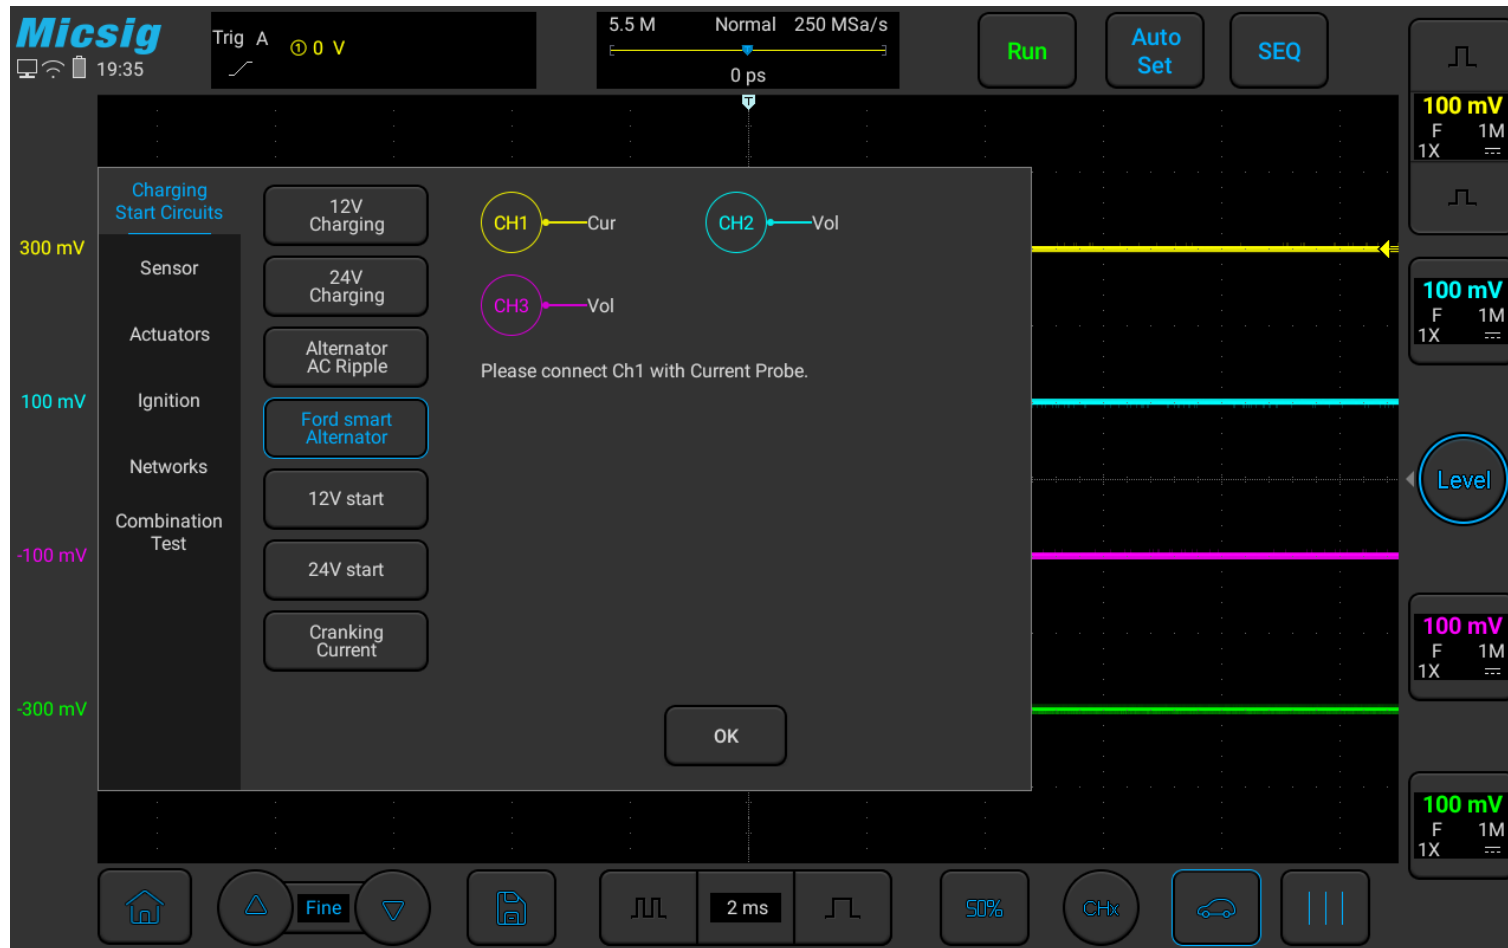 Micsig
19:35
Trig A
① 0 V
5.5 M Normal 250 MSa/s
0 ps
T
Run
Auto
Set
SEQ
100 mV
F 1M
1X
300 mV
100 mV
-100 mV
-300 mV
Charging
Start Circuits
Sensor
Actuators
Ignition
Networks
Combination
Test
12V
Charging
24V
Charging
Alternator
AC Ripple
Ford smart
Alternator
12V start
24V start
Cranking
Current
CH1 Cur
CH2 Vol
CH3 Vol
Please connect Ch1 with Current Probe.
OK
100 mV
F 1M
1X
Level
100 mV
F 1M
1X
100 mV
F 1M
1X
Fine
2 ms
50%
CHx